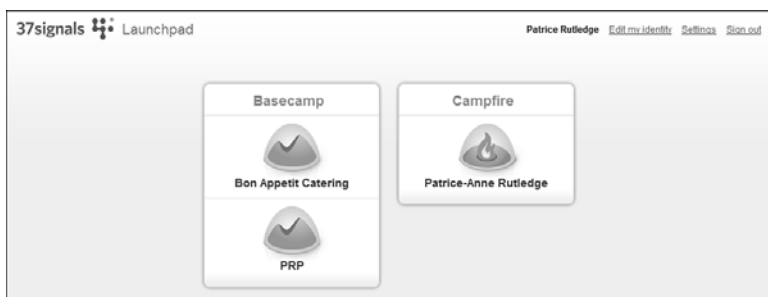 37signals Launchpad
Patrice Rutledge Edit my identity Settings Sign out
Basecamp
Bon Appetit Catering
PRP
Campfire
Patrice-Anne Rutledge